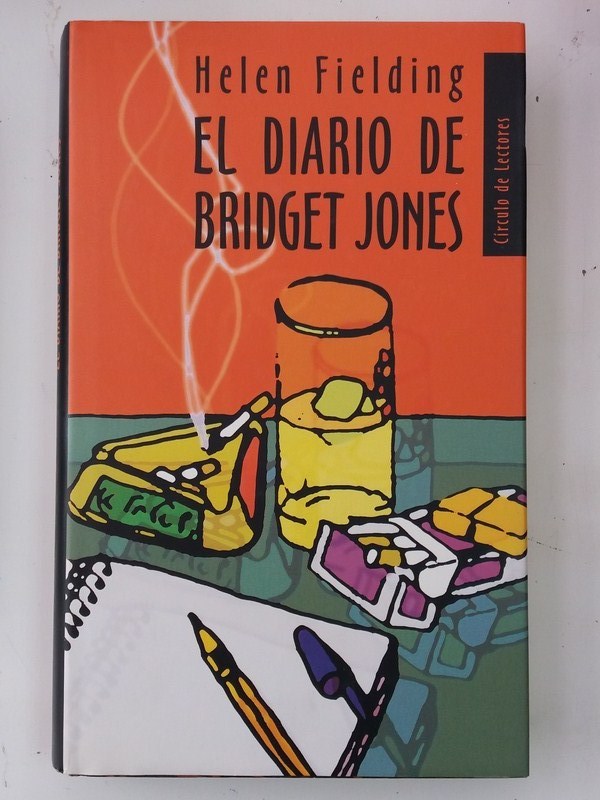 Helen Fielding
EL DIARIO DE
BRIDGET JONES
Círculo de Lectores